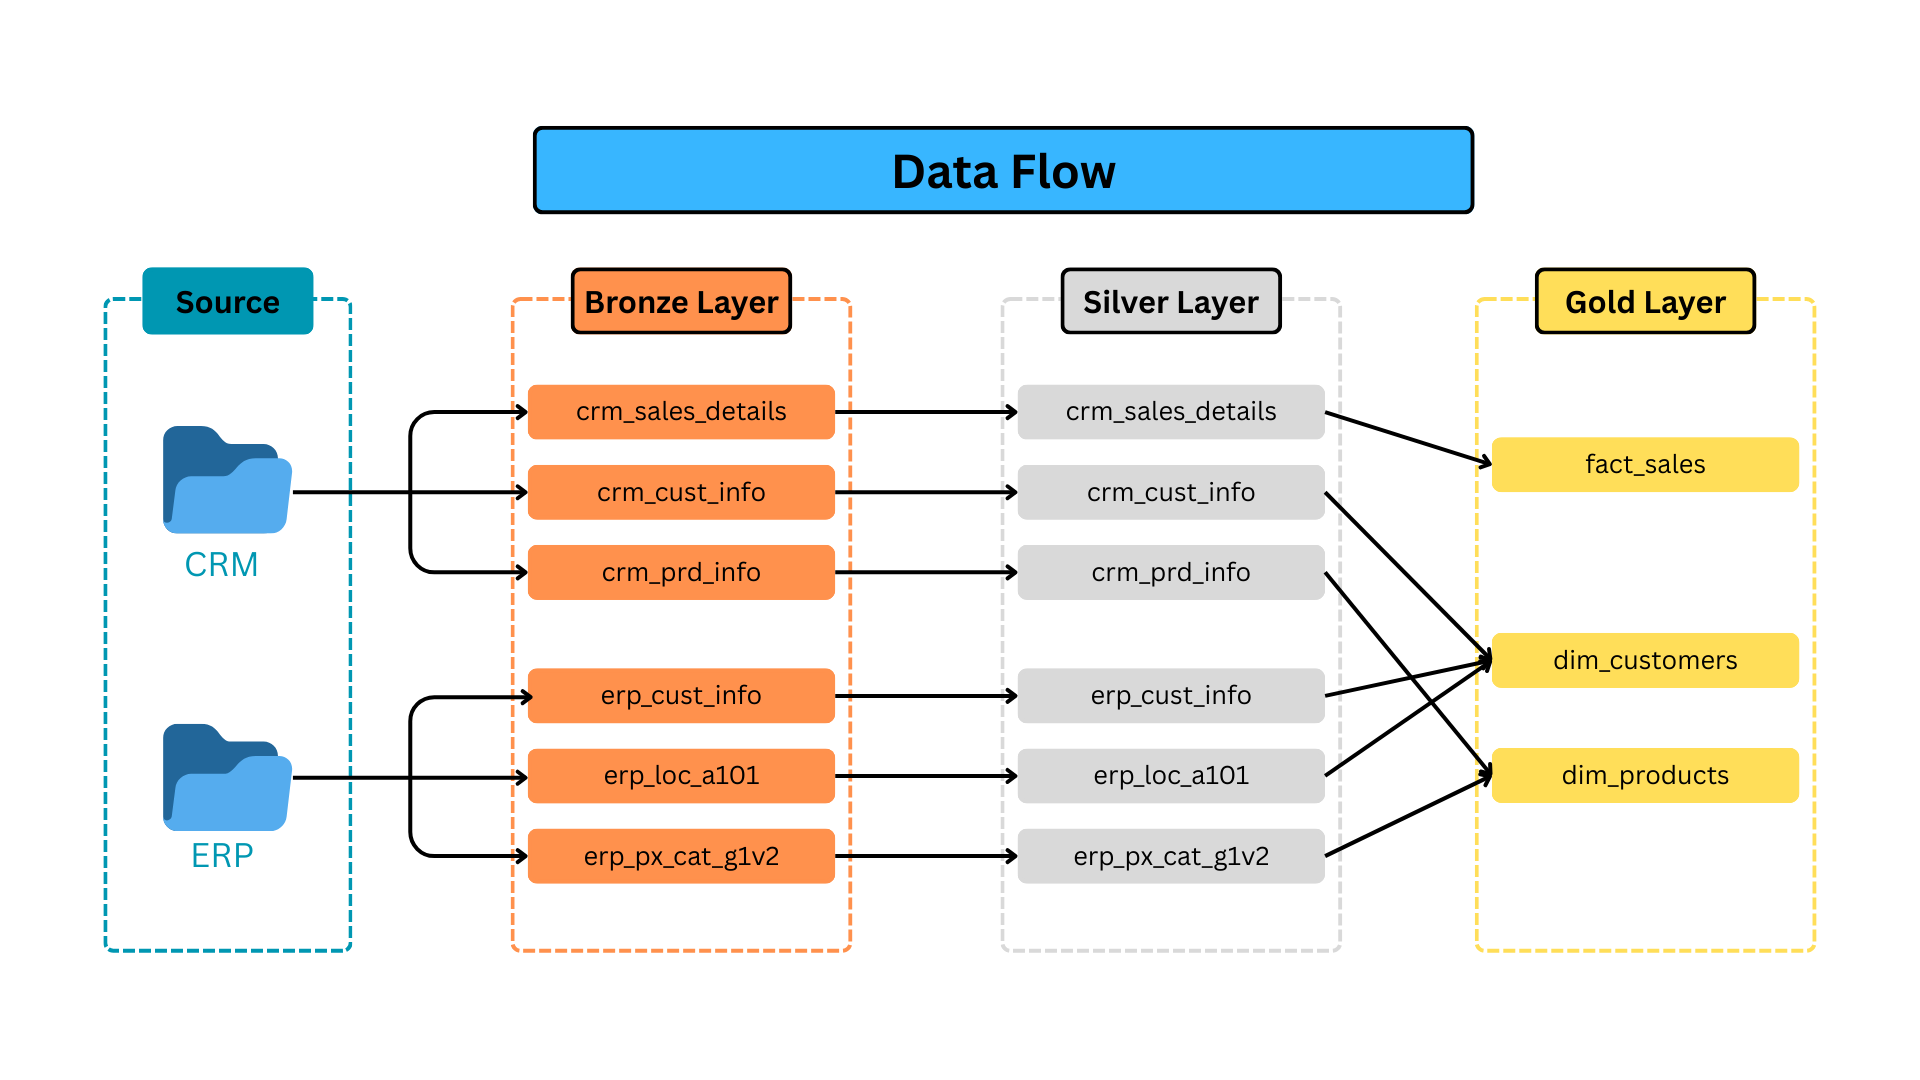 Data Flow
Source
Bronze Layer
Silver Layer
Gold Layer
CRM
ERP
crm_sales_details
crm_cust_info
crm_prd_info
erp_cust_info
erp_loc_a101
erp_px_cat_g1v2
crm_sales_details
crm_cust_info
crm_prd_info
erp_cust_info
erp_loc_a101
erp_px_cat_g1v2
fact_sales
dim_customers
dim_products